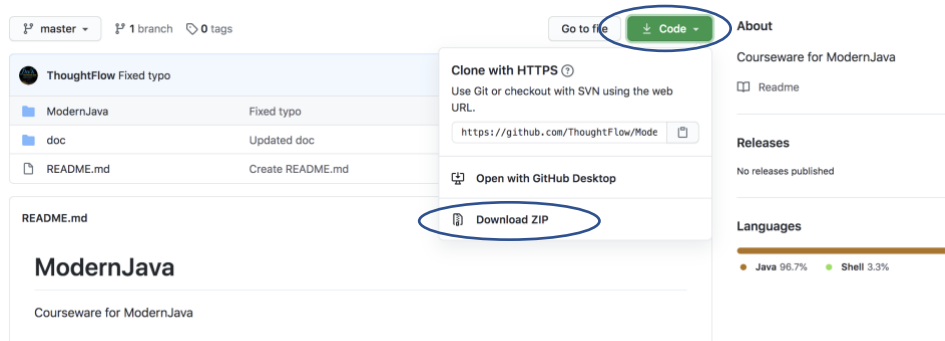 master
1 branch
0 tags
Go to file
Code
ThoughtFlow Fixed typo
ModernJava Fixed typo
doc Updated doc
README.md Create README.md
Clone with HTTPS
Use Git or checkout with SVN using the web
URL.
https://github.com/ThoughtFlow/Mode
Open with GitHub Desktop
Download ZIP
README.md
ModernJava
Courseware for ModernJava
About
Courseware for ModernJava
Readme
Releases
No releases published
Languages
Java 96.7% Shell 3.3%